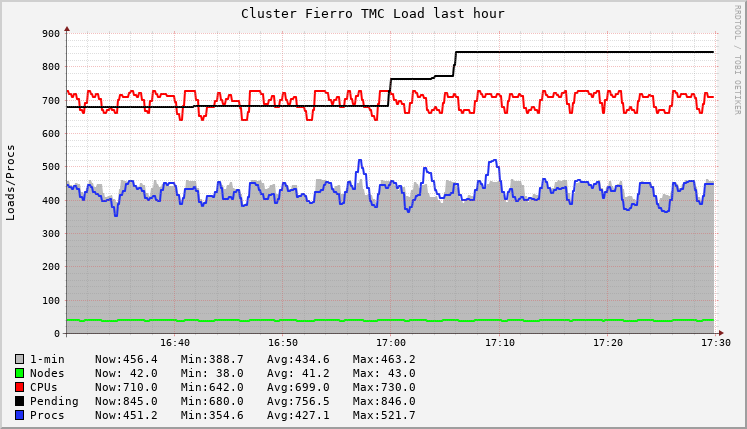 Cluster Fierro TMC Load last hour
RRDTOOL / TOBI OETIKER
Loads/Procs
900
800
700
600
500
400
300
200
100
0
16:40 16:50 17:00 17:10 17:20 17:30
1-min Now:456.4 Min:388.7 Avg:434.6 Max:463.2
Nodes Now: 42.0 Min: 38.0 Avg: 41.2 Max: 43.0
CPUs Now:710.0 Min:642.0 Avg:699.0 Max:730.0
Pending Now:845.0 Min:680.0 Avg:756.5 Max:846.0
Procs Now:451.2 Min:354.6 Avg:427.1 Max:521.7